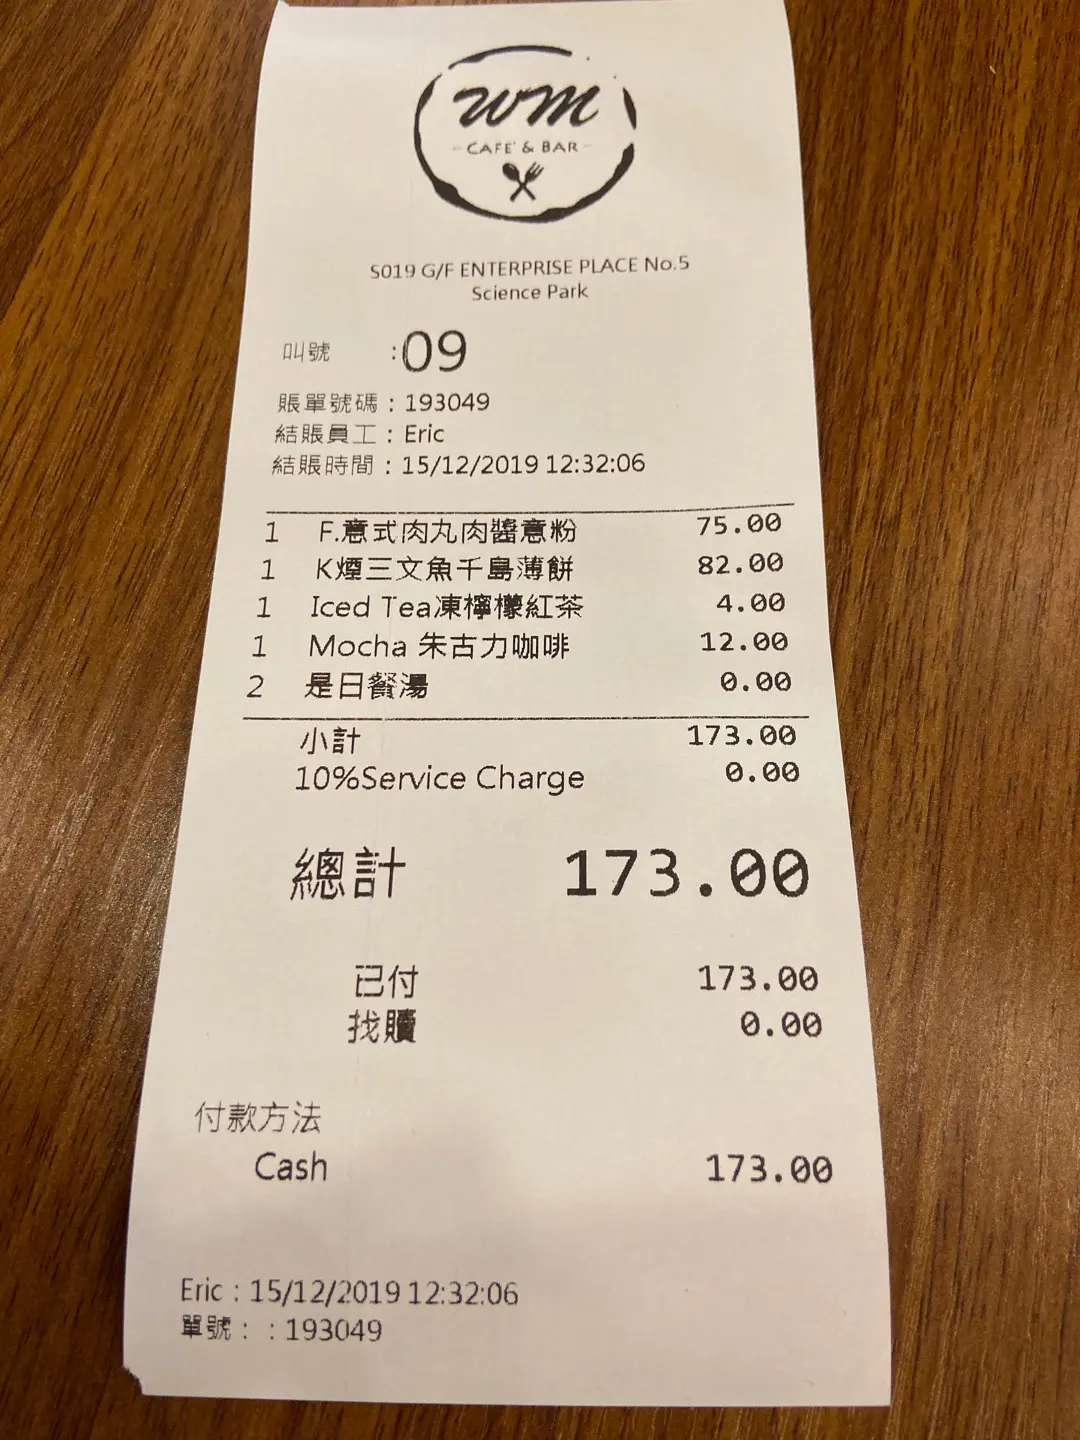 wm
CAFE' & BAR
S019 G/F ENTERPRISE PLACE No.5
Science Park
叫號 :09
賬單號碼 : 193049
結賬員工 : Eric
結賬時間 : 15/12/2019 12:32:06
1 F.意式肉丸肉醬意粉 75.00
1 K煙三文魚千島薄餅 82.00
1 Iced Tea凍檸檬紅茶 4.00
1 Mocha 朱古力咖啡 12.00
2 是日餐湯 0.00
小計 173.00
10%Service Charge 0.00
總計 173.00
已付 173.00
找贖 0.00
付款方法
Cash 173.00
Eric : 15/12/2019 12:32:06
單號: : 193049